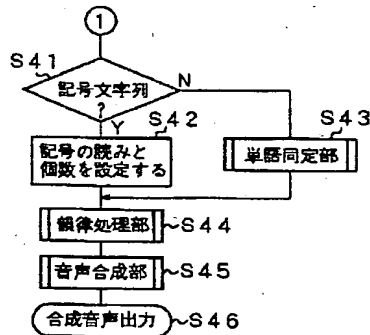 1
S41
記号文字列
?
N
Y
S42
S43
記号の読みと
個数を設定する
単語同定部
韻律処理部
S44
音声合成部
S45
合成音声出力
S46